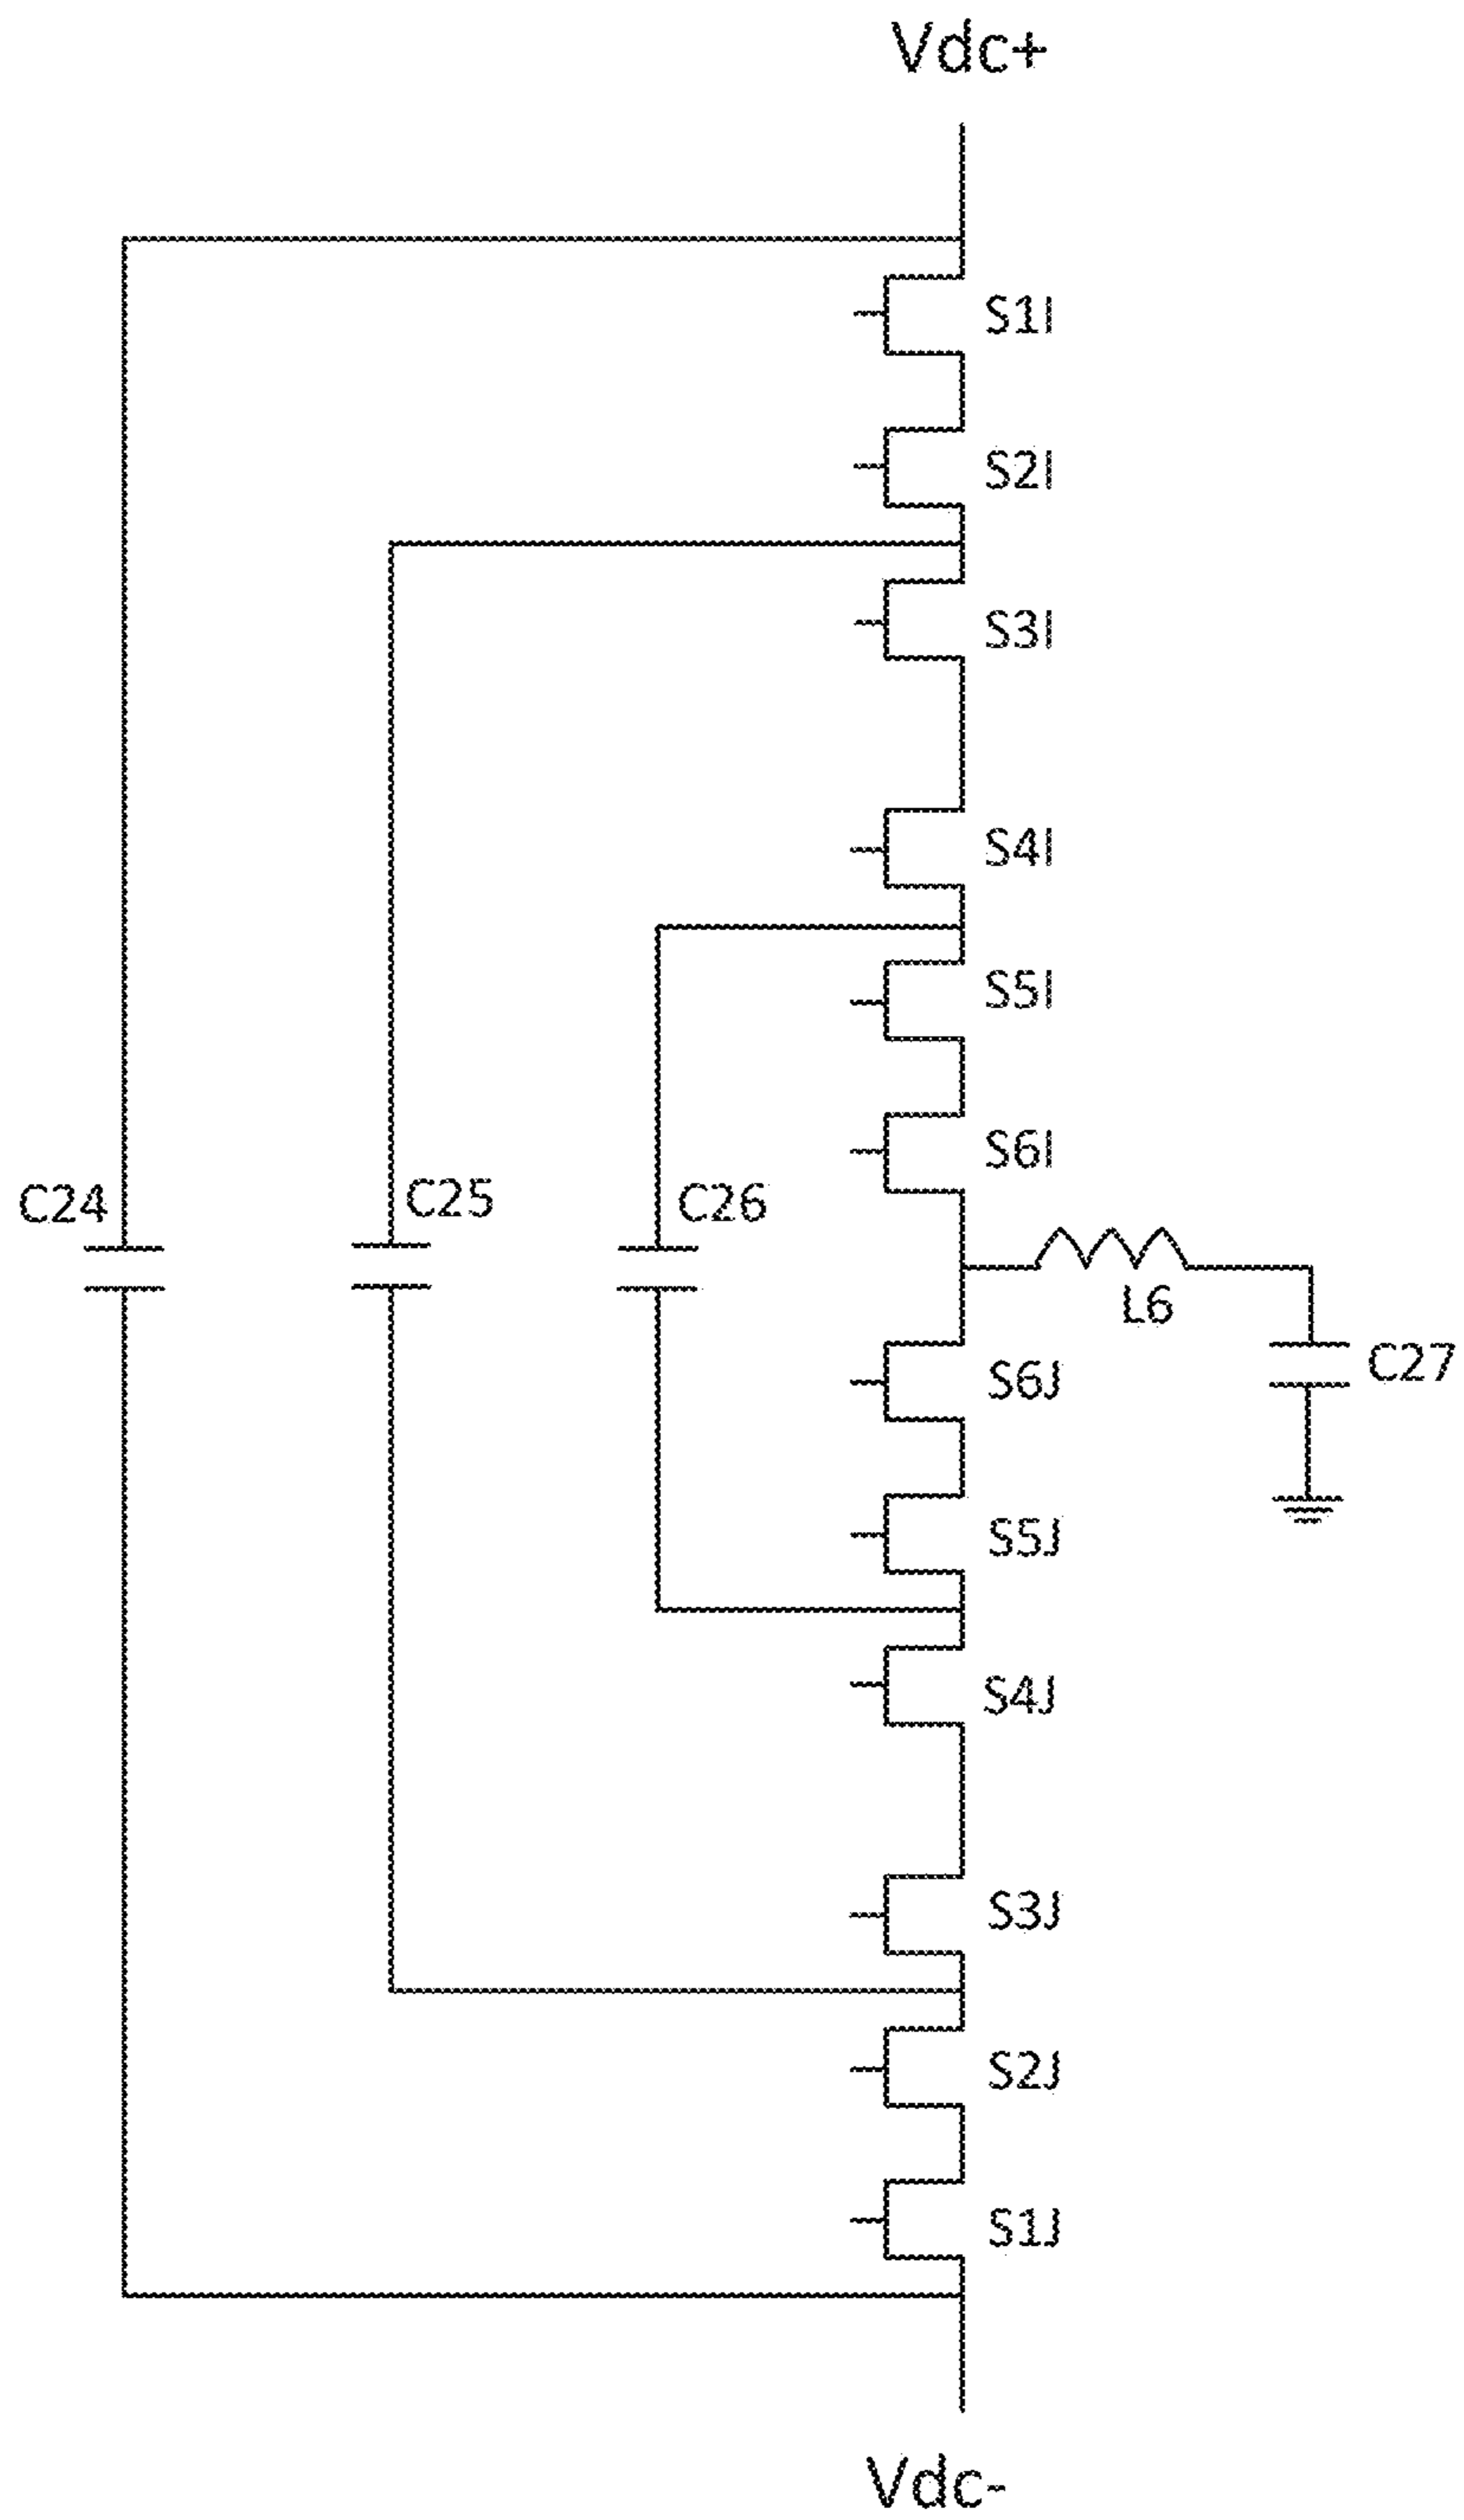 Vdc+
S1I
S2I
S3I
S4I
S5I
S6I
C24
C25
C26
L6
C27
S6J
S5J
S4J
S3J
S2J
S1J
Vdc-